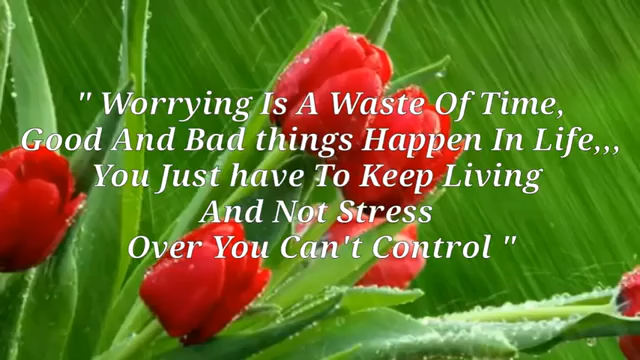 " Worrying Is A Waste Of Time,
Good And Bad things Happen In Life,,,
You Just have To Keep Living
And Not Stress
Over You Can't Control "